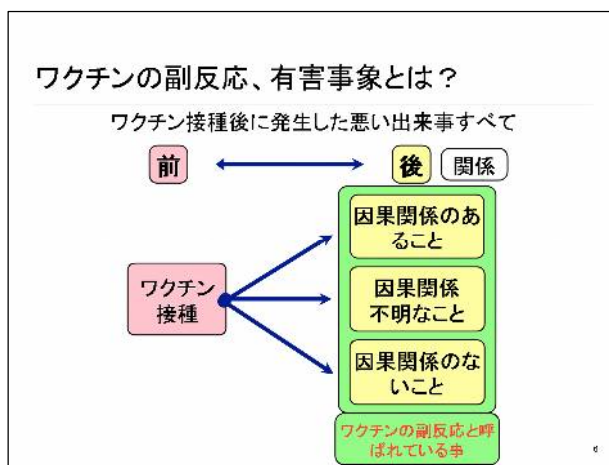 ワクチンの副反応、有害事象とは？
ワクチン接種後に発生した悪い出来事すべて
前
後
関係
因果関係のあ
ること
ワクチン
接種
因果関係
不明なこと
因果関係のな
いこと
ワクチンの副反応と呼
ばれている事
6